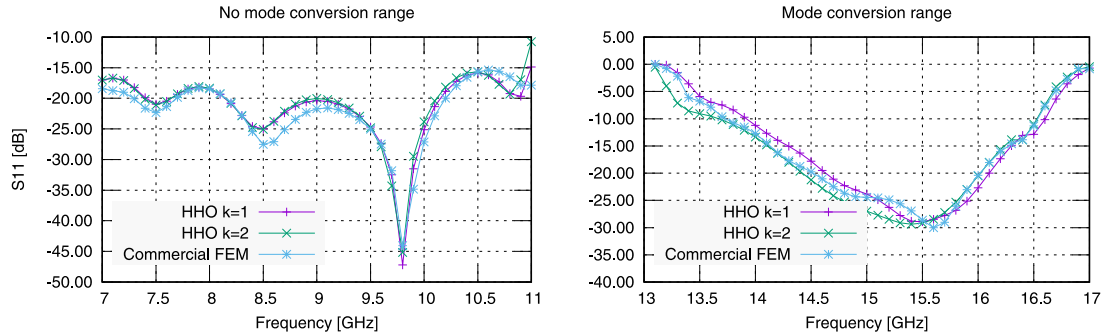 No mode conversion range
-10.00
-15.00
-20.00
-25.00
-30.00
-35.00
-40.00
-45.00
-50.00
S11 [dB]
HHO k=1
HHO k=2
Commercial FEM
7 7.5 8 8.5 9 9.5 10 10.5 11
Frequency [GHz]
Mode conversion range
5.00
0.00
-5.00
-10.00
-15.00
-20.00
-25.00
-30.00
-35.00
-40.00
HHO k=1
HHO k=2
Commercial FEM
13 13.5 14 14.5 15 15.5 16 16.5 17
Frequency [GHz]